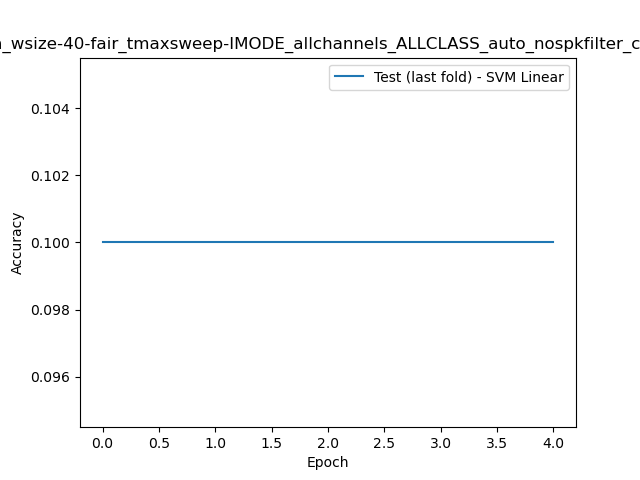 _wsize-40-fair_tmaxsweep-IMODE_allchannels_ALLCLASS_auto_nospkfilter_c
Test (last fold) - SVM Linear
0.104
0.102
0.100
0.098
0.096
Accuracy
0.0 0.5 1.0 1.5 2.0 2.5 3.0 3.5 4.0
Epoch